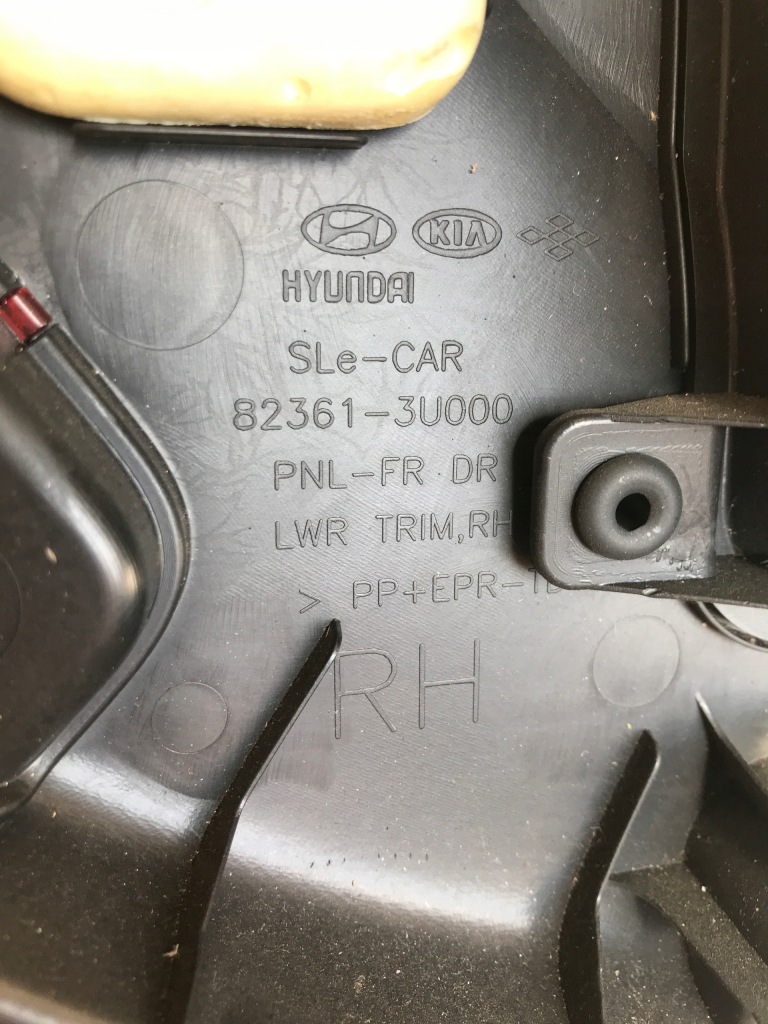 KIA
HYUNDAI
SLe-CAR
82361-3U000
PNL-FR DR
LWR TRIM,RH
> PP+EPR-
RH